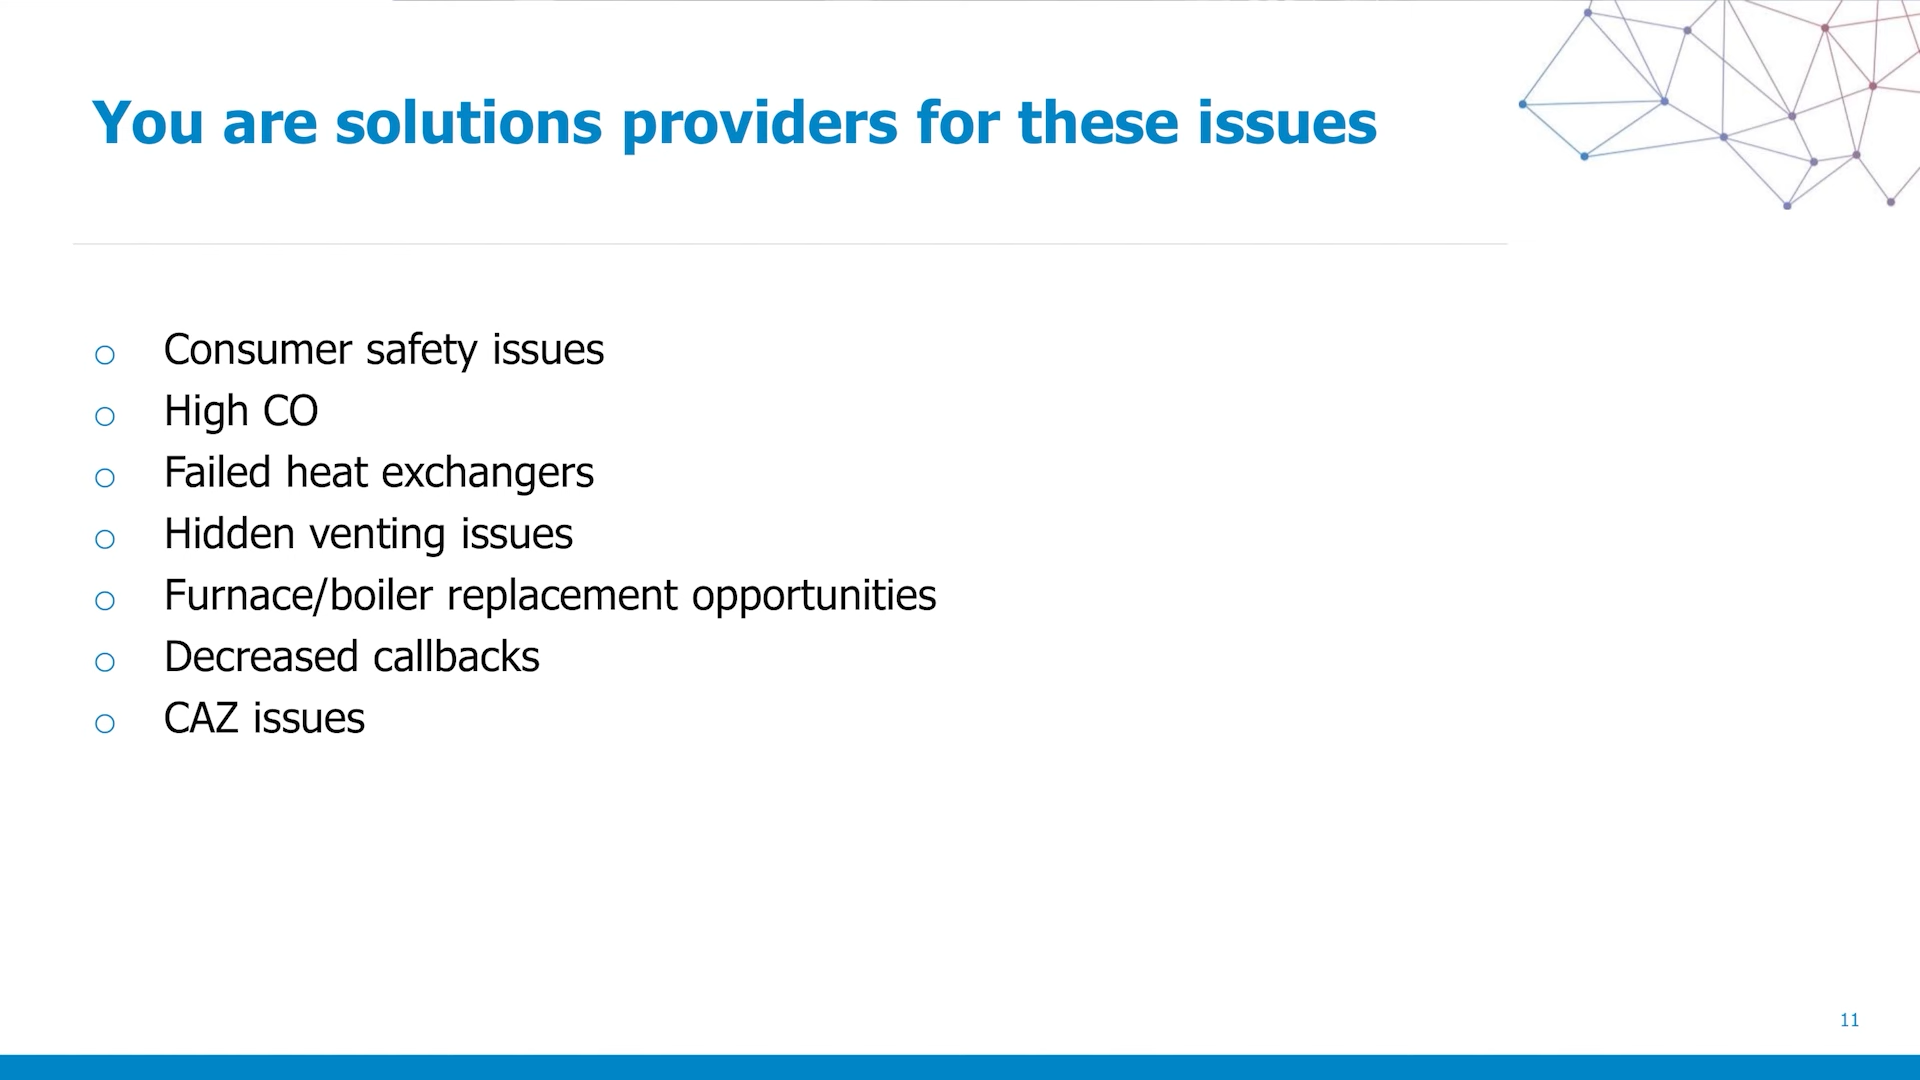 You are solutions providers for these issues
Consumer safety issues
High CO
Failed heat exchangers
Hidden venting issues
Furnace/boiler replacement opportunities
Decreased callbacks
CAZ issues
11